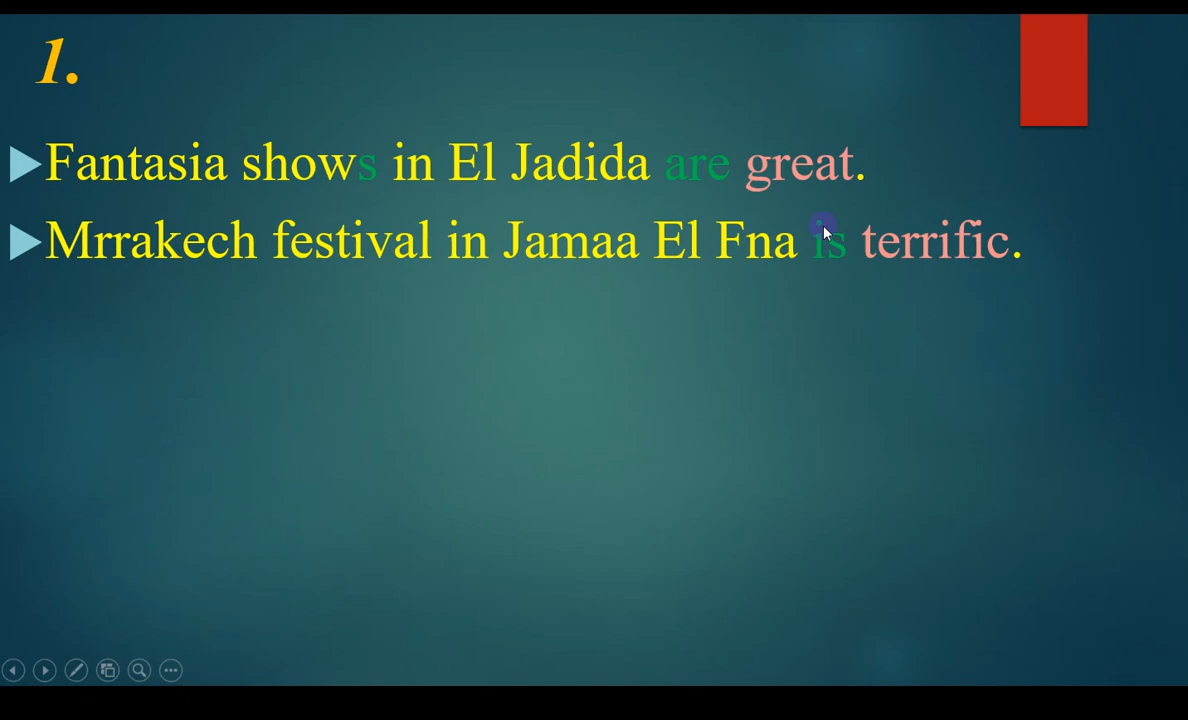 1.
Fantasia shows in El Jadida are great.
Mrrakech festival in Jamaa El Fna is terrific.